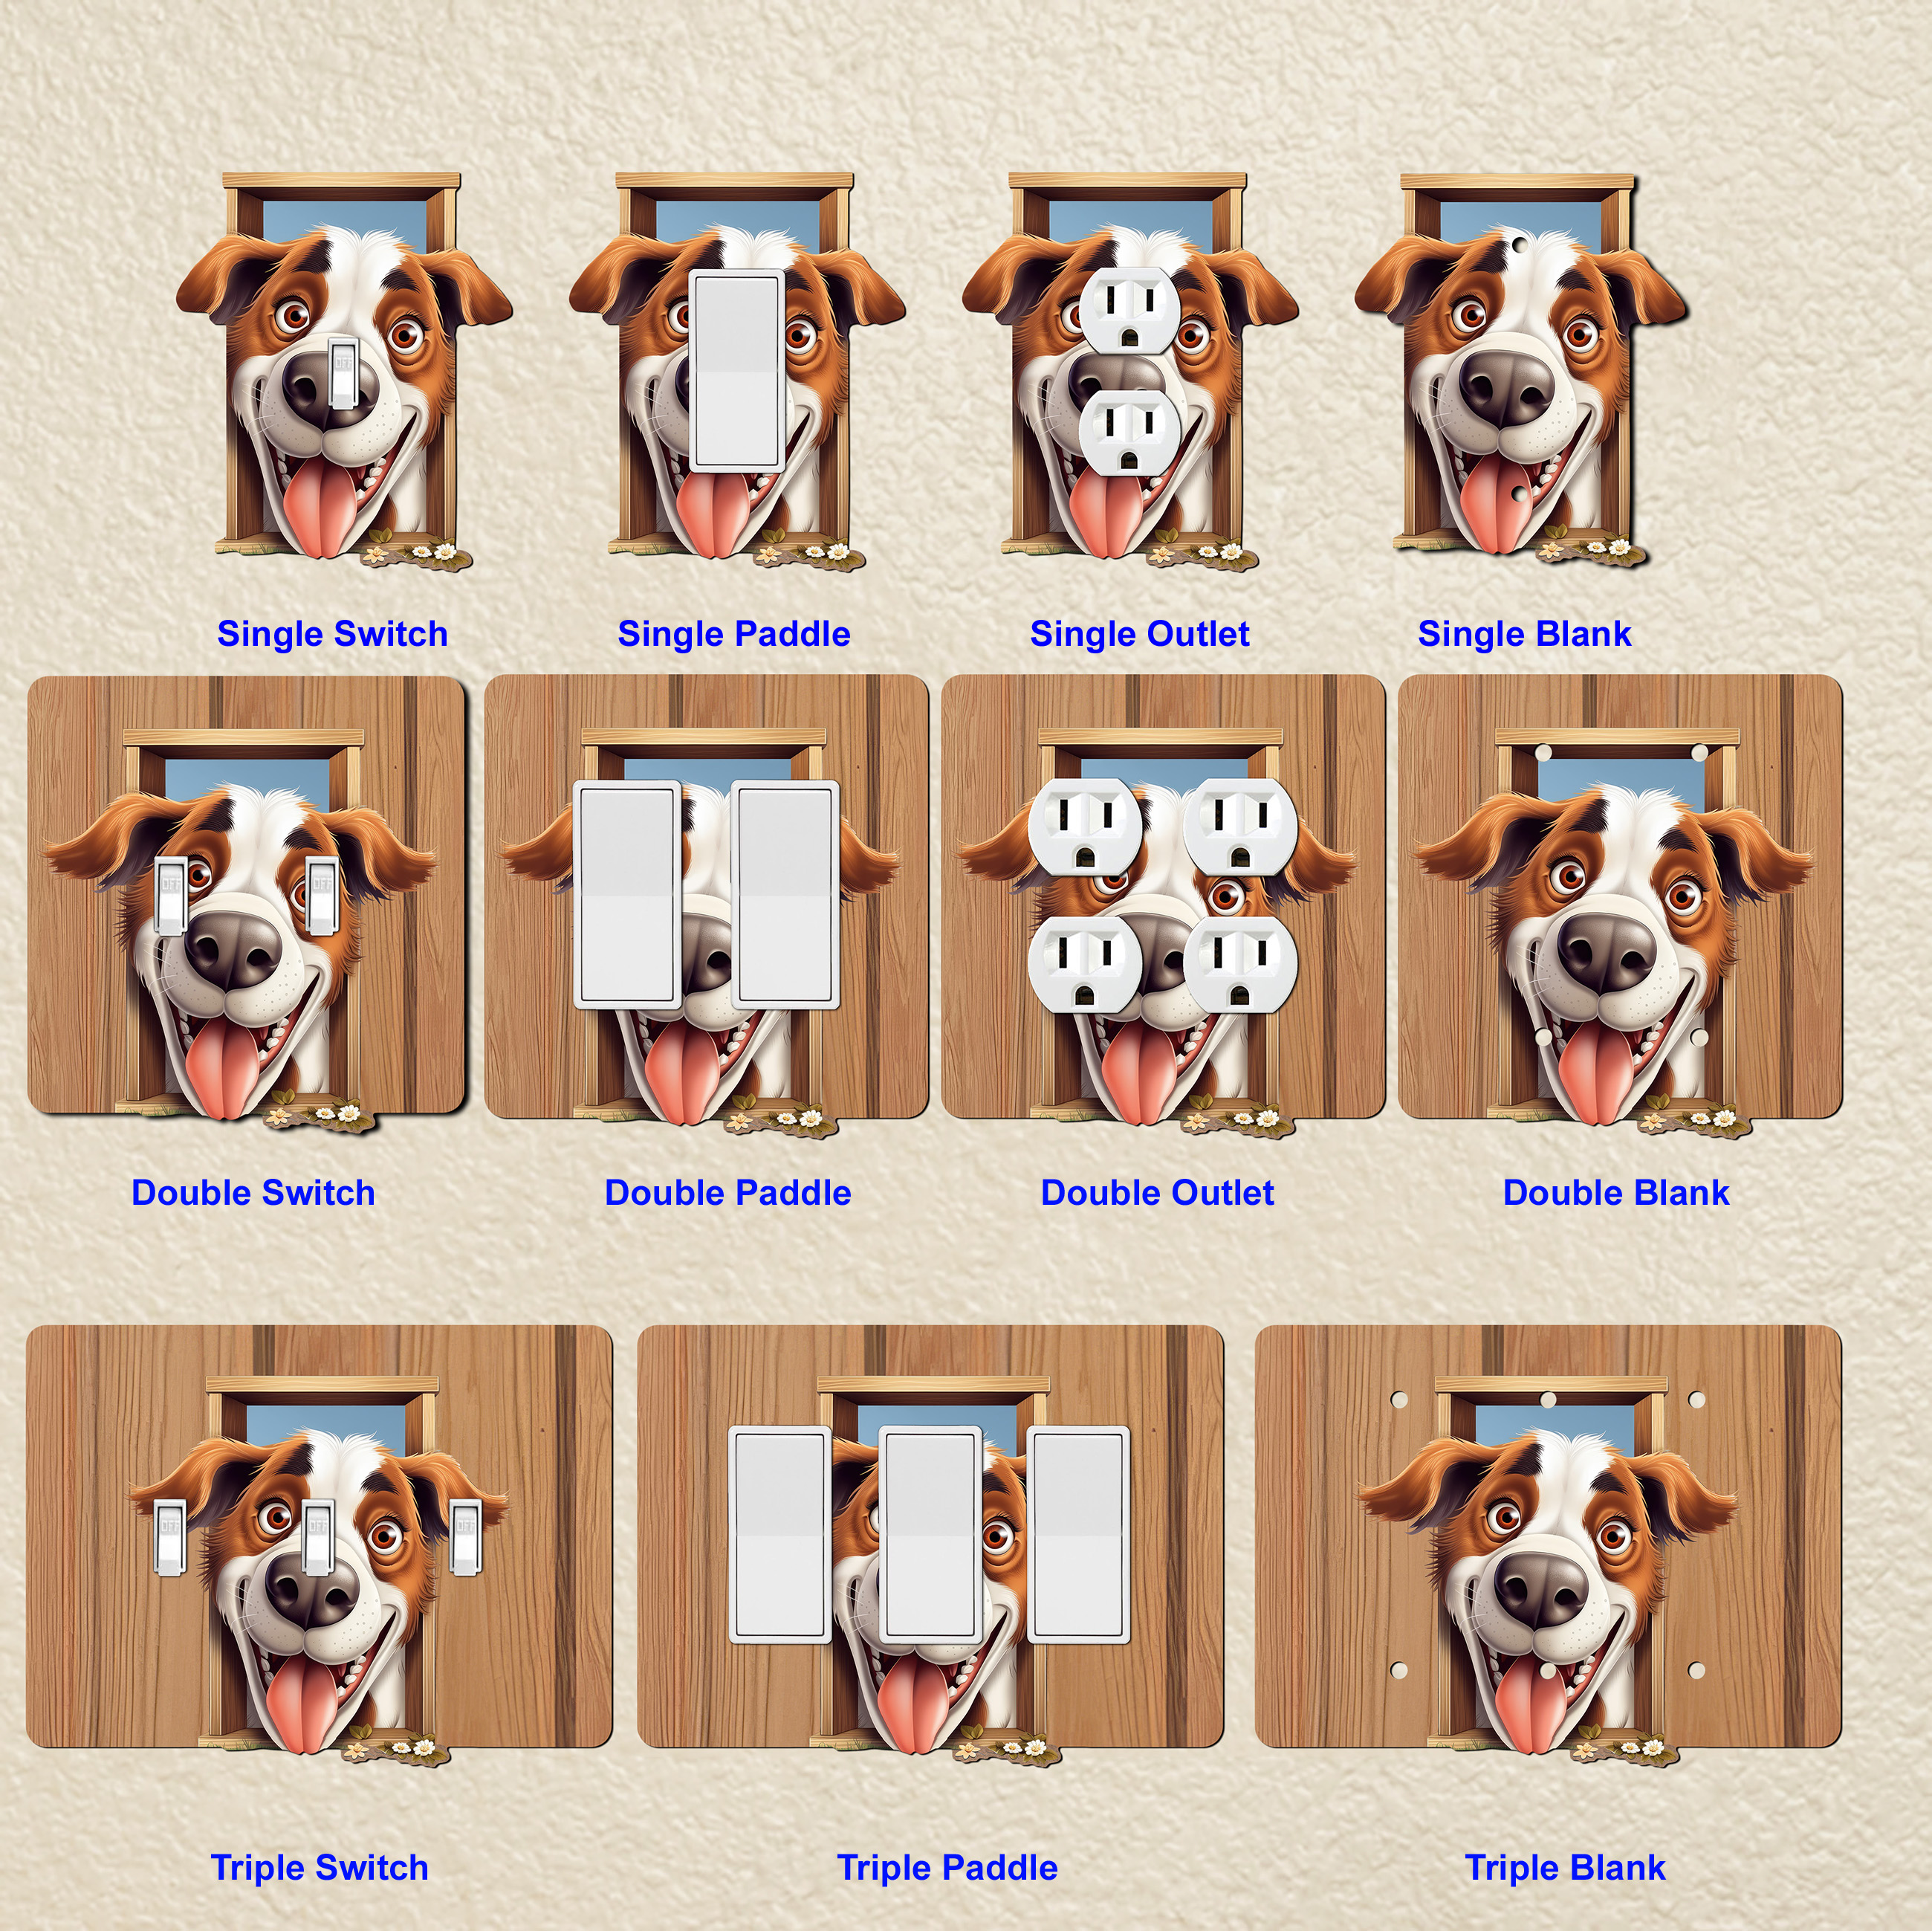 OFF
Single Switch
Single Paddle
Single Outlet
Single Blank
OFF
OFF
Double Switch
Double Paddle
Double Outlet
Double Blank
OFF
OFF
OFF
Triple Switch
Triple Paddle
Triple Blank